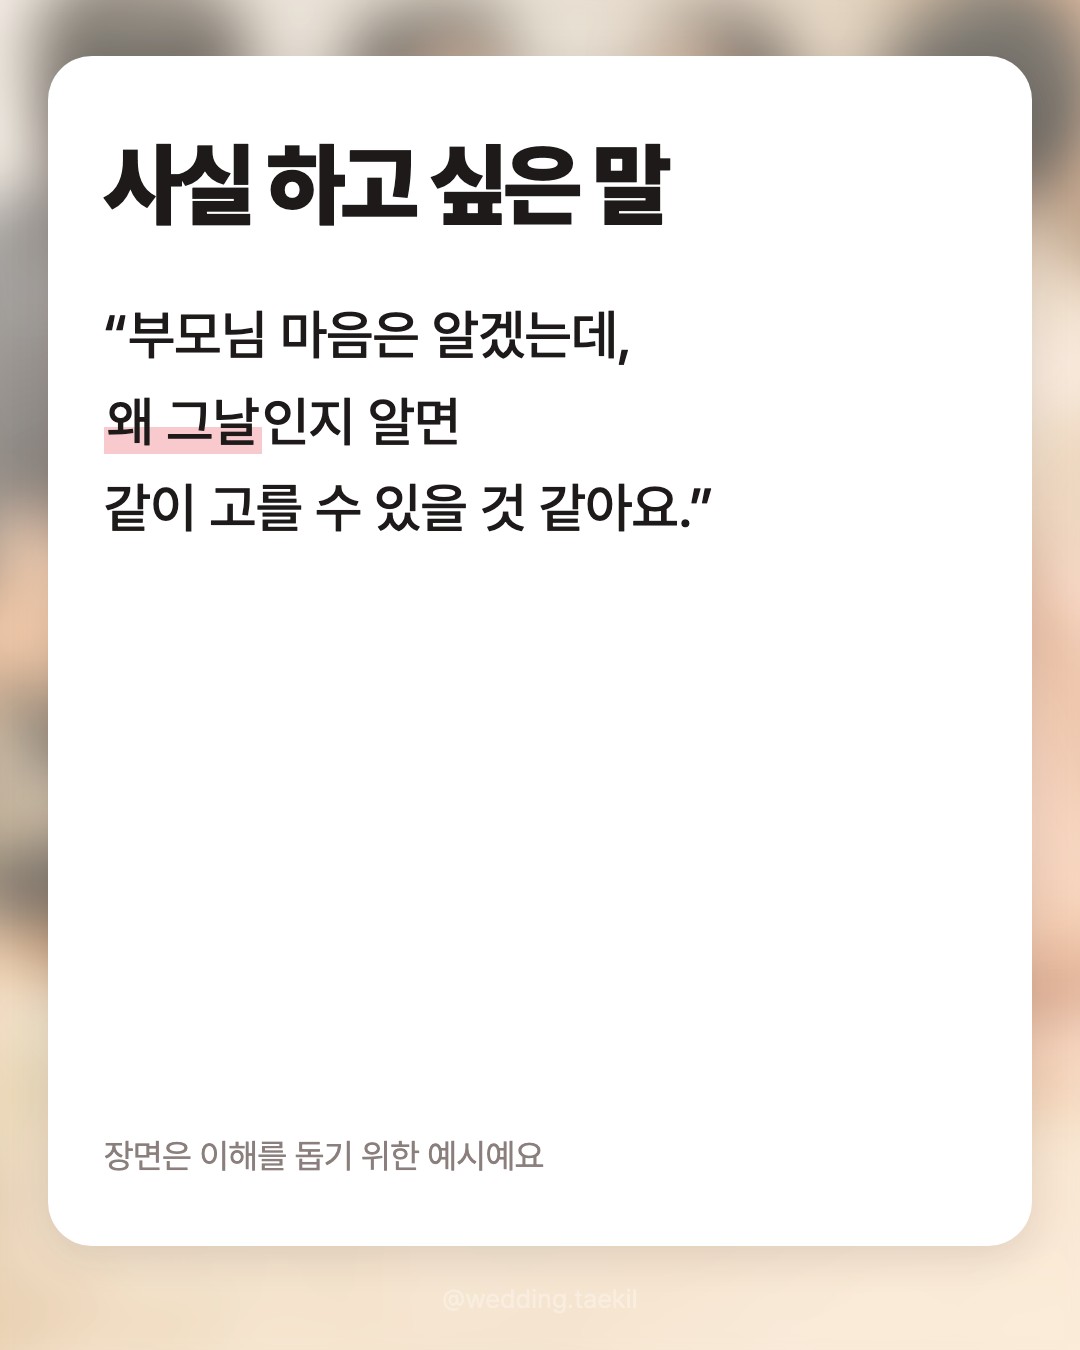 사실 하고 싶은 말
“부모님 마음은 알겠는데,
왜 그날인지 알면
같이 고를 수 있을 것 같아요.”
장면은 이해를 돕기 위한 예시예요
@wedding.taekil